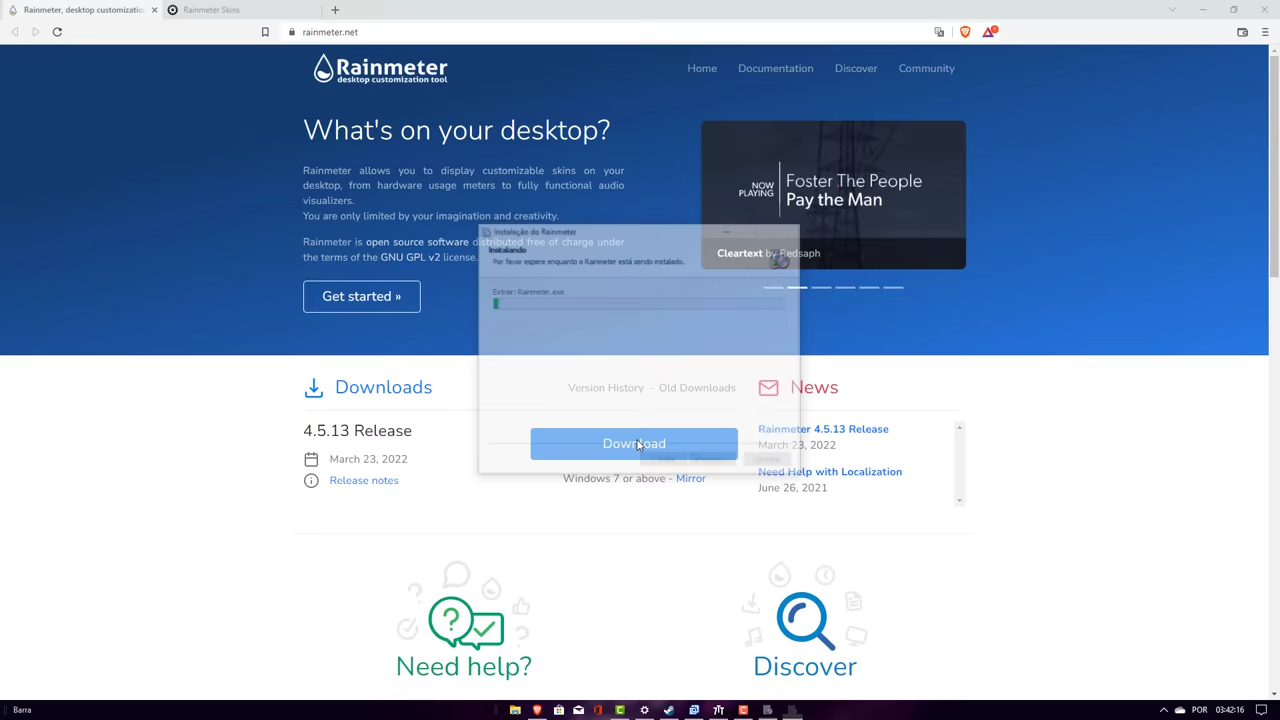 Rainmeter, desktop customizatio
Rainmeter Skins
rainmeter.net
Rainmeter
desktop customization tool
Home
Documentation
Discover
Community
What's on your desktop?
Rainmeter allows you to display customizable skins on your
desktop, from hardware usage meters to fully functional audio
visualizers.
You are only limited by your imagination and creativity.
Rainmeter is open source software distributed free of charge under
the terms of the GNU GPL v2 license.
Get started »
NOW
PLAYING
Foster The People
Pay the Man
Cleartext by Redsaph
Instalação do Rainmeter
Instalando
Por favor espere enquanto o Rainmeter está sendo instalado.
Extrair: Rainmeter.exe
Downloads
Version History - Old Downloads
News
4.5.13 Release
March 23, 2022
Release notes
Download
Windows 7 or above - Mirror
Rainmeter 4.5.13 Release
March 23, 2022
Need Help with Localization
June 26, 2021
Need help?
Discover
Barra
POR
03:42:16